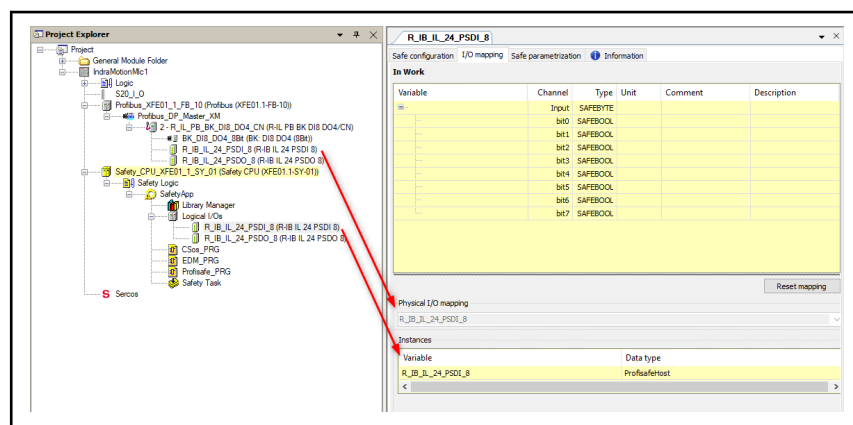 Project Explorer
Project
General Module Folder
IndraMotionMlc1
Logic
S20_I_O
Profibus_XFE01_1_FB_10 (Profibus (XFE01.1-FB-10))
Profibus_DP_Master_XM
2 - R_IL_PB_BK_DI8_DO4_CN (R-IL PB BK DI8 DO4/CN)
BK_DI8_DO4_8Bit (BK: DI8 DO4 (8Bit))
R_IB_IL_24_PSDI_8 (R-IB IL 24 PSDI 8)
R_IB_IL_24_PSDO_8 (R-IB IL 24 PSDO 8)
Safety_CPU_XFE01_1_SY_01 (Safety CPU (XFE01.1-SY-01))
Safety Logic
SafetyApp
Library Manager
Logical I/Os
R_IB_IL_24_PSDI_8 (R-IB IL 24 PSDI 8)
R_IB_IL_24_PSDO_8 (R-IB IL 24 PSDO 8)
CSos_PRG
EDM_PRG
Profisafe_PRG
Safety Task
S Sercos
R_IB_IL_24_PSDI_8
Safe configuration I/O mapping Safe parametrization Information
In Work
Variable Channel Type Unit Comment Description
Input SAFEBYTE
bit0 SAFEBOOL
bit1 SAFEBOOL
bit2 SAFEBOOL
bit3 SAFEBOOL
bit4 SAFEBOOL
bit5 SAFEBOOL
bit6 SAFEBOOL
bit7 SAFEBOOL
Reset mapping
Physical I/O mapping
R_IB_IL_24_PSDI_8
Instances
Variable Data type
R_IB_IL_24_PSDI_8 ProfisafeHost